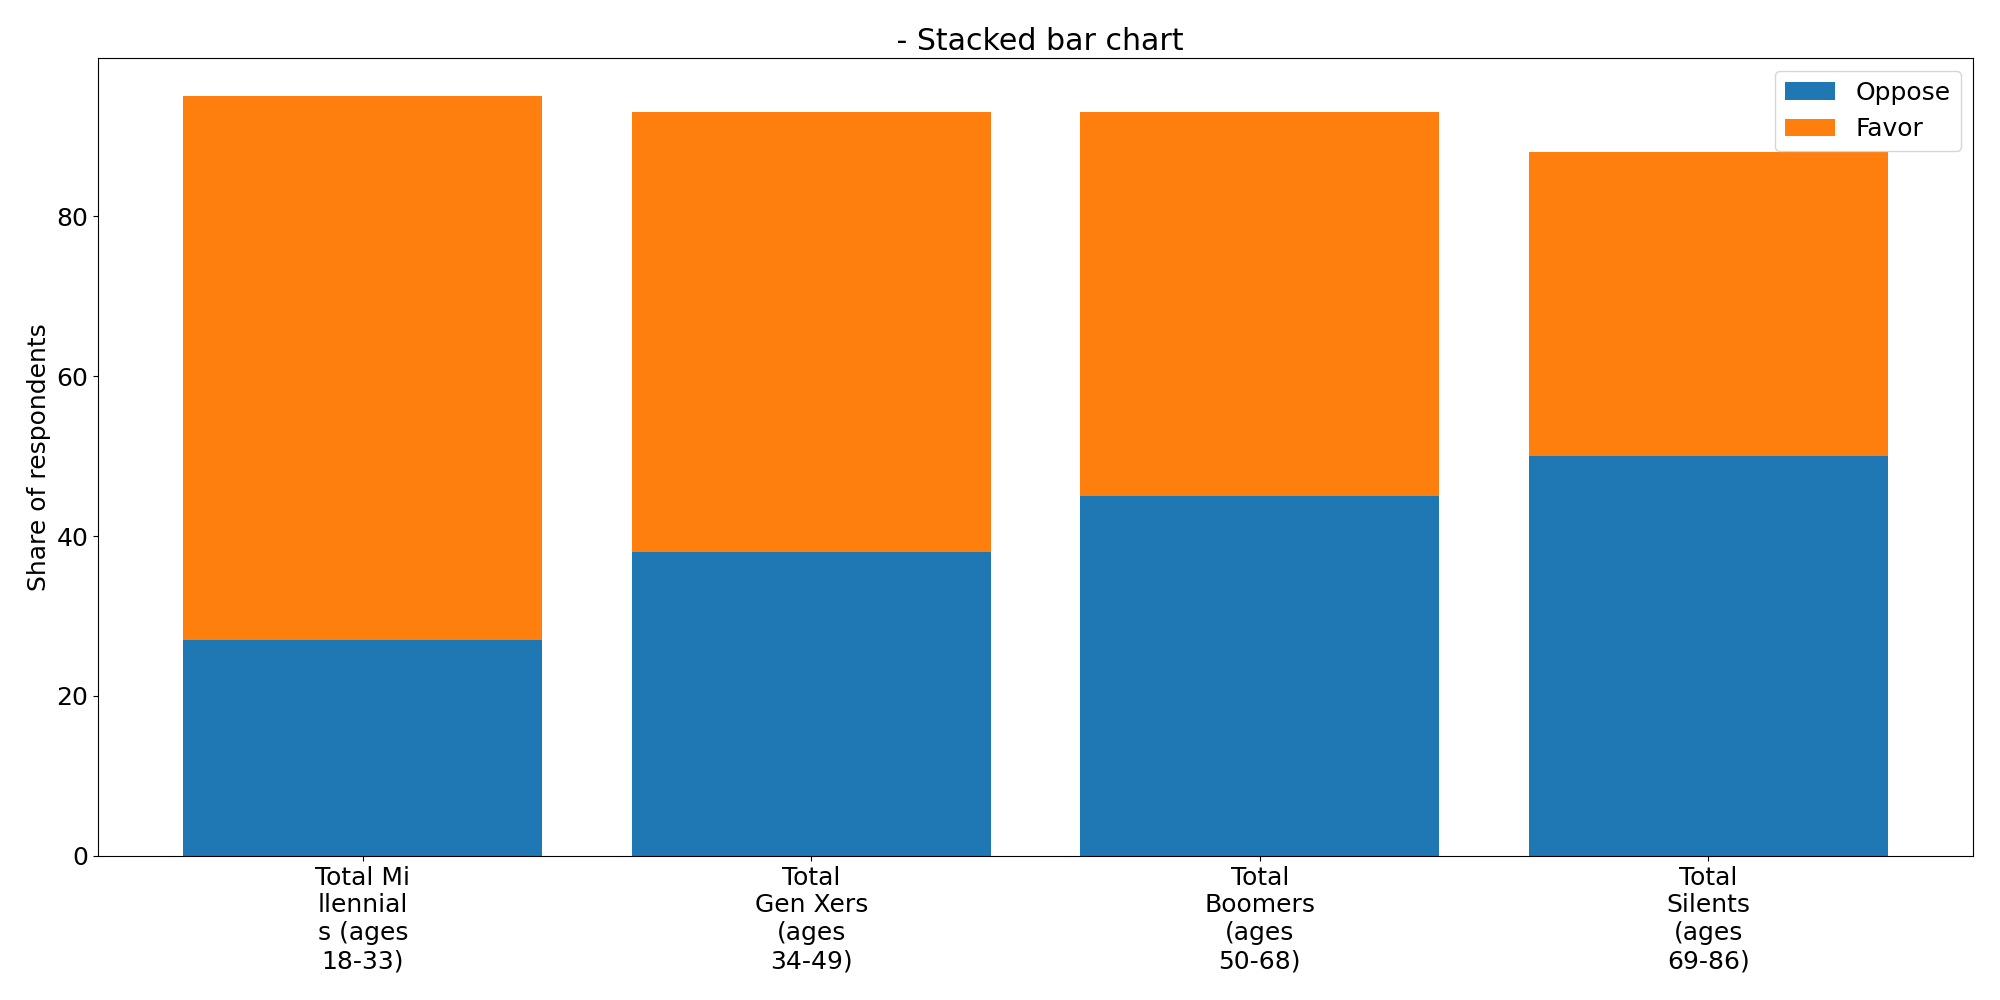 - Stacked bar chart
Oppose
Favor
Share of respondents
80
60
40
20
0
Total Mi
llennial
s (ages
18-33)
Total
Gen Xers
(ages
34-49)
Total
Boomers
(ages
50-68)
Total
Silents
(ages
69-86)